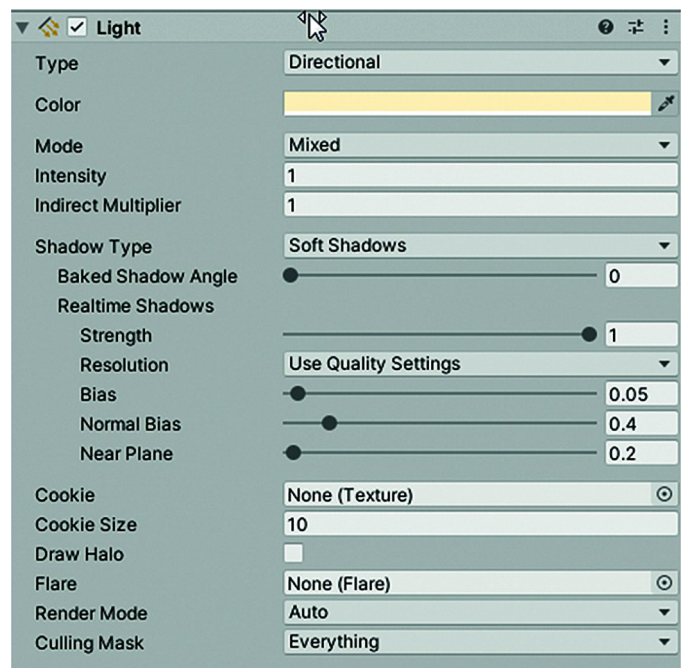 Light
Type Directional
Color
Mode Mixed
Intensity 1
Indirect Multiplier 1
Shadow Type Soft Shadows
Baked Shadow Angle 0
Realtime Shadows
Strength 1
Resolution Use Quality Settings
Bias 0.05
Normal Bias 0.4
Near Plane 0.2
Cookie None (Texture)
Cookie Size 10
Draw Halo
Flare None (Flare)
Render Mode Auto
Culling Mask Everything